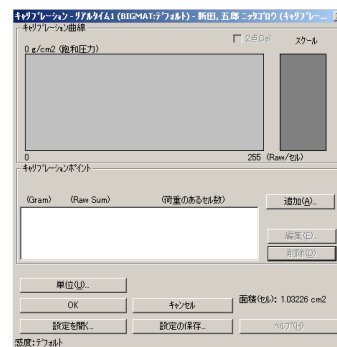 キャリブレーション - リアルタイム1 (BIGMAT:デフォルト) - 新田, 五郎 ニッタゴロウ (キャリブレー...
キャリブレーション曲線
2点Cal
スケール
0 g/cm2 (飽和圧力)
0
255 (Raw/セル)
キャリブレーションポイント
(Gram) (Raw Sum) (荷重のあるセル数)
追加(A)...
編集(E)...
削除(D)
単位(U)...
OK
キャンセル
面積(セル): 1.03226 cm2
設定を開く...
設定の保存...
ヘルプ(H)
感度:デフォルト